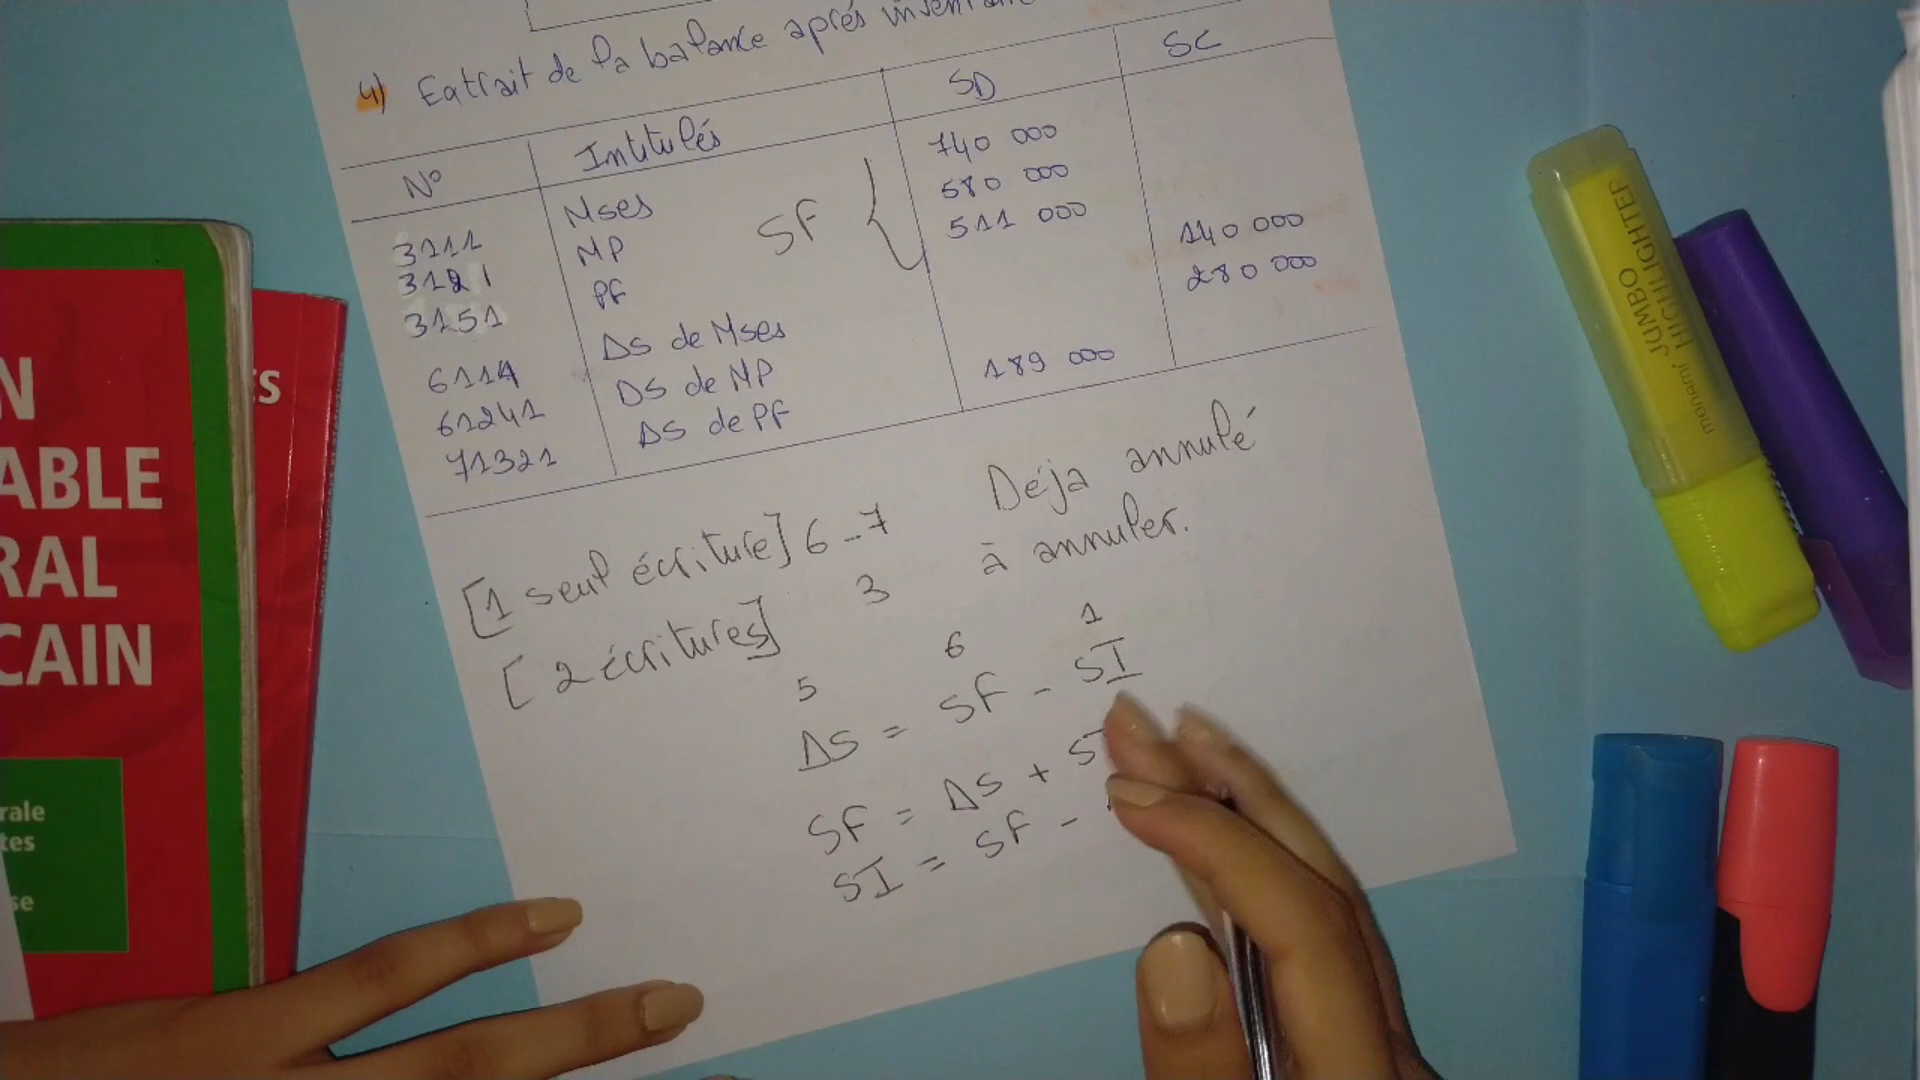 4) Eatrait de la balance après inventaire
N° Intitulés SD SC
3111 Mses 740 000
3121 MP SF 580 000
3151 PF 511 000
6114 ΔS de Mses 140 000
61241 ΔS de MP 280 000
71321 ΔS de PF 189 000
[1 seul écriture] 6-7 Déja annulé
[2 écritures] 3 à annuler.
5 6 1
ΔS = SF - SI
SF = ΔS +
SI = SF -
ABLE
RAL
CAIN
rale
tes
se
JUMBO
HIGHLIGHTER
monami